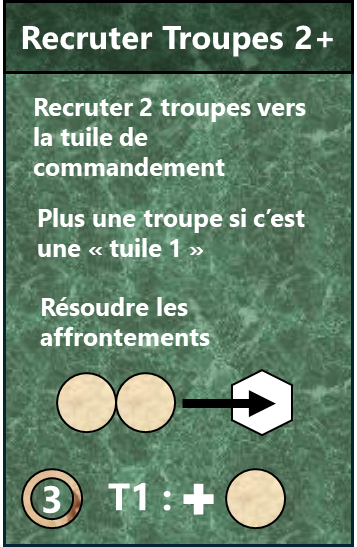 Recruter Troupes 2+
Recruter 2 troupes vers
la tuile de
commandement
Plus une troupe si c’est
une « tuile 1 »
Résoudre les
affrontements
3 T1 : +